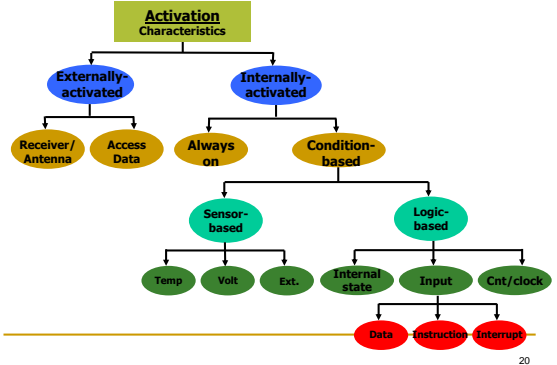 Activation
Characteristics
Externally-
activated
Internally-
activated
Receiver/
Antenna
Access
Data
Always
on
Condition-
based
Sensor-
based
Logic-
based
Temp
Volt
Ext.
Internal
state
Input
Cnt/clock
Data
Instruction
Interrupt
20